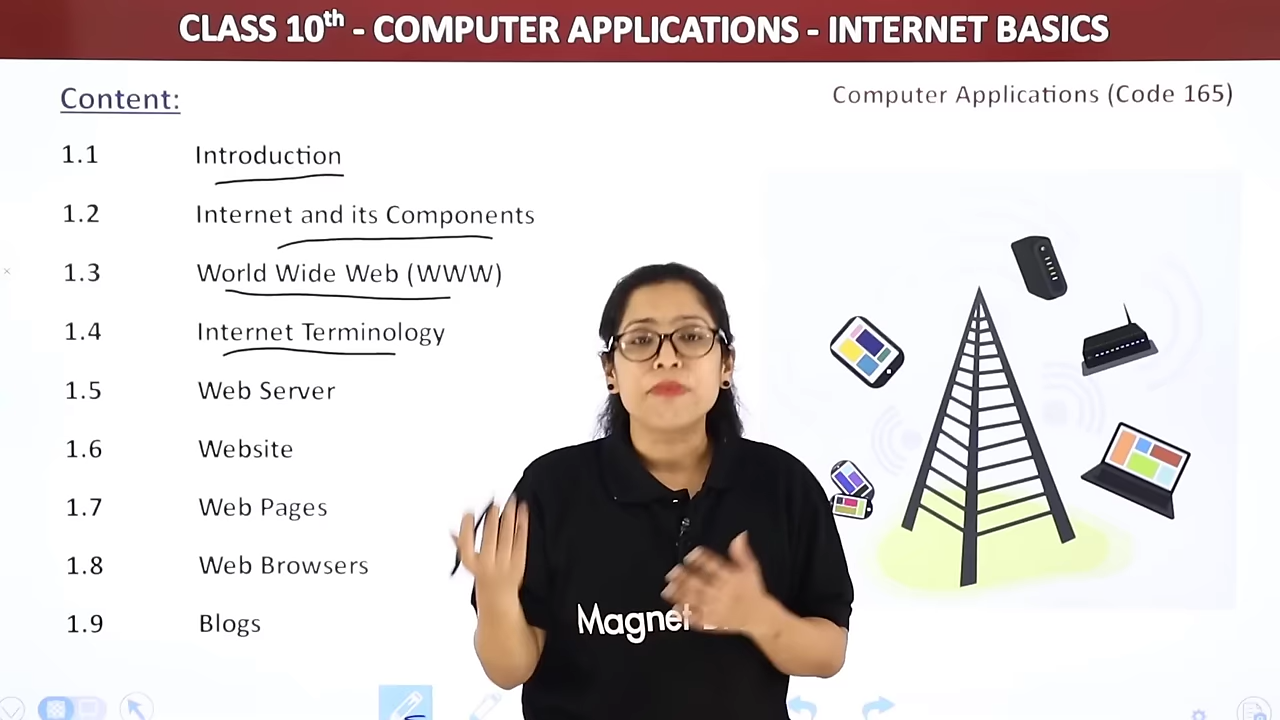 CLASS 10th - COMPUTER APPLICATIONS - INTERNET BASICS
Content:
Computer Applications (Code 165)
1.1 Introduction
1.2 Internet and its Components
1.3 World Wide Web (WWW)
1.4 Internet Terminology
1.5 Web Server
1.6 Website
1.7 Web Pages
1.8 Web Browsers
1.9 Blogs
Magnet